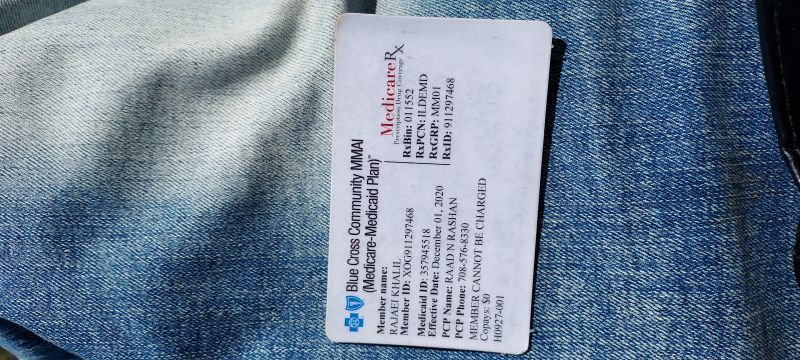 Blue Cross Community MMAI
(Medicare-Medicaid Plan)
Member name:
RAJAEI KHALIL
Member ID: XOG911297468
Medicaid ID: 357945518
Effective Date: December 01, 2020
PCP Name: RAAD N RASHAN
PCP Phone: 708-576-8330
MEMBER CANNOT BE CHARGED
Copays: $0
H0927-001
MedicareRx
Prescription Drug Coverage
RxBin: 011552
RxPCN: ILDEMD
RxGRP: MM01
RxID: 911297468